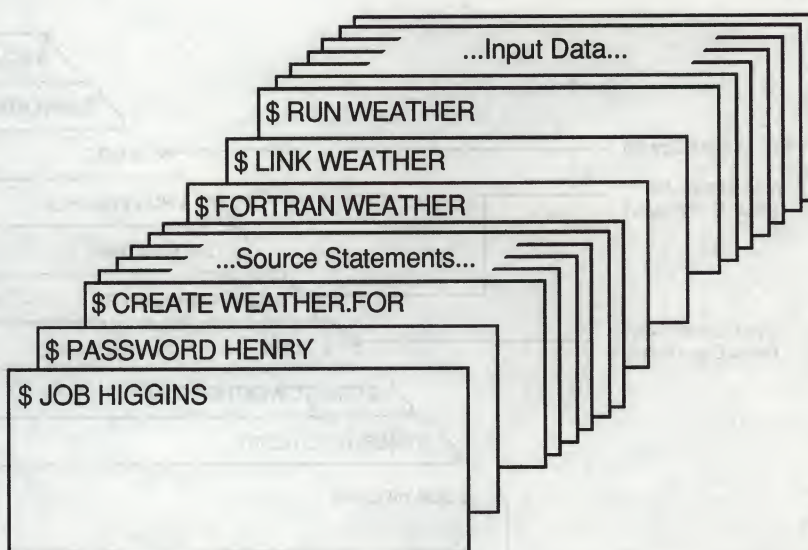 ...Input Data...
$ RUN WEATHER
$ LINK WEATHER
$ FORTRAN WEATHER
...Source Statements...
$ CREATE WEATHER.FOR
$ PASSWORD HENRY
$ JOB HIGGINS